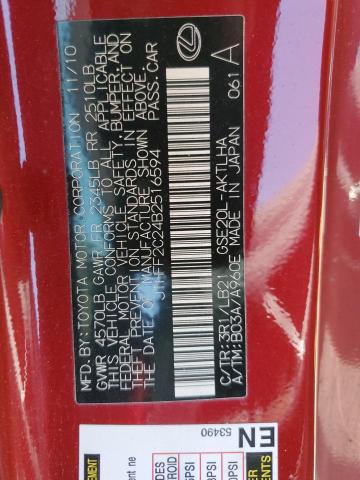 MFD.BY:TOYOTA MOTOR CORPORATION 11/10
GVWR 4570LB GAWR FR 2345LB RR 2510LB
THIS VEHICLE CONFORMS TO ALL APPLICABLE
FEDERAL MOTOR VEHICLE SAFETY, BUMPER, AND
THEFT PREVENTION STANDARDS IN EFFECT ON
THE DATE OF MANUFACTURE SHOWN ABOVE.
JTHFF2C24B2516594 PASS.CAR
GSE20L-AKTLHA
C/TR:3R1/LB21 MADE IN JAPAN 061 A
A/TM:B03A/A960E
EN
53490